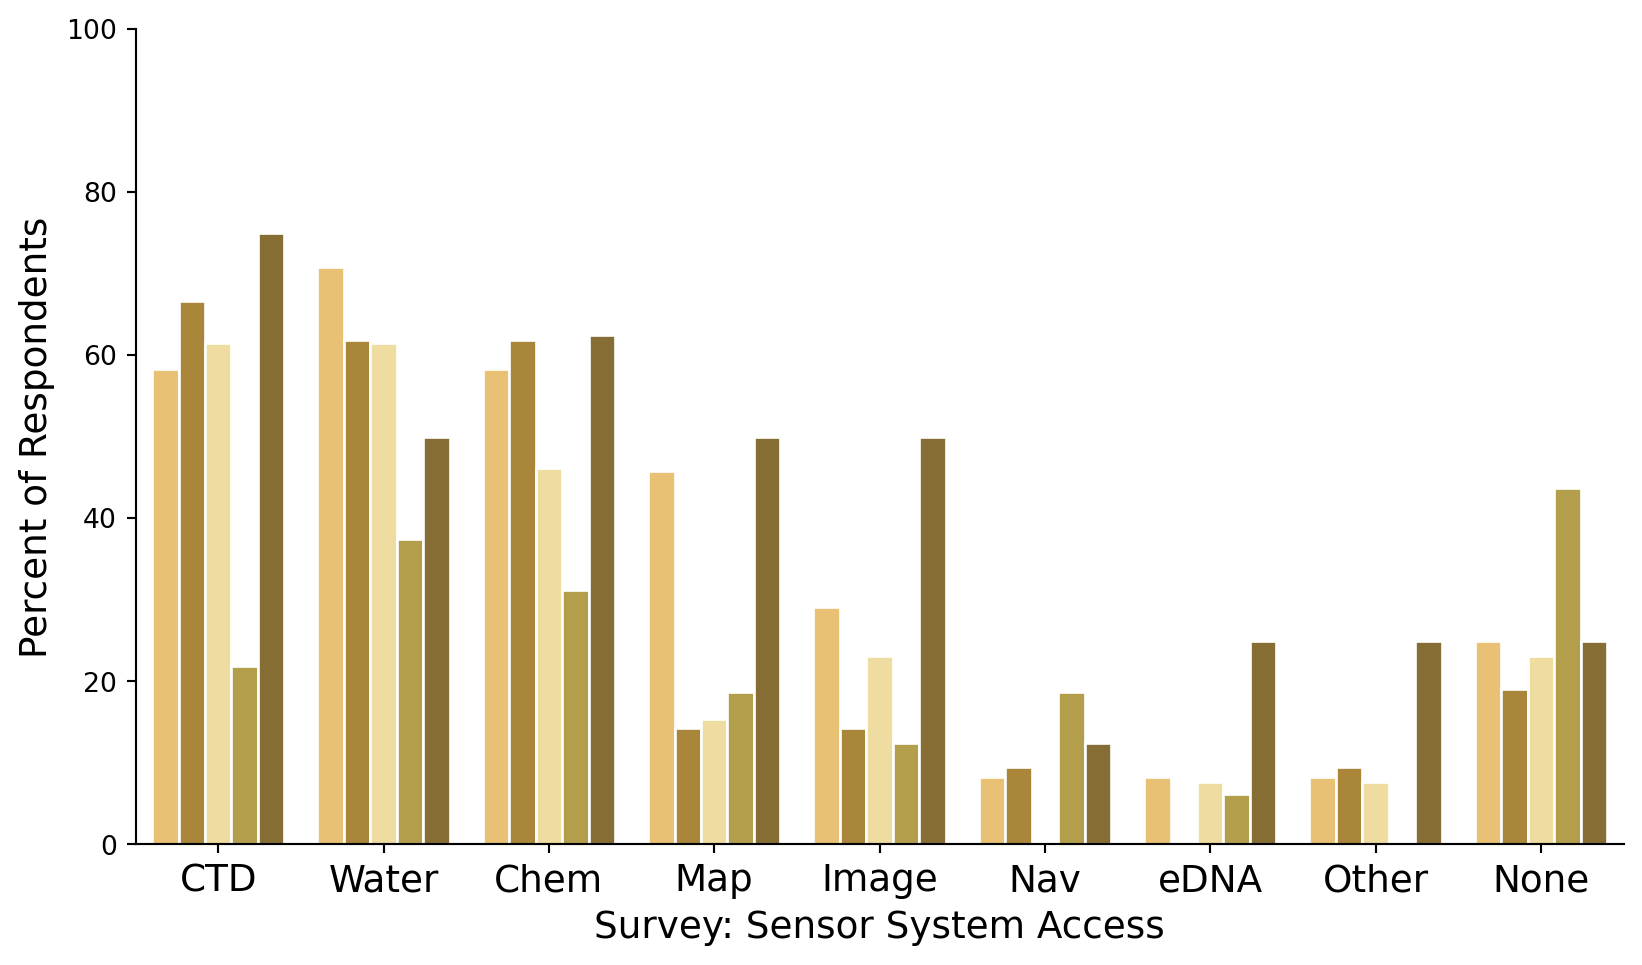 100
80
60
40
20
0
Percent of Respondents
CTD Water Chem Map Image Nav eDNA Other None
Survey: Sensor System Access